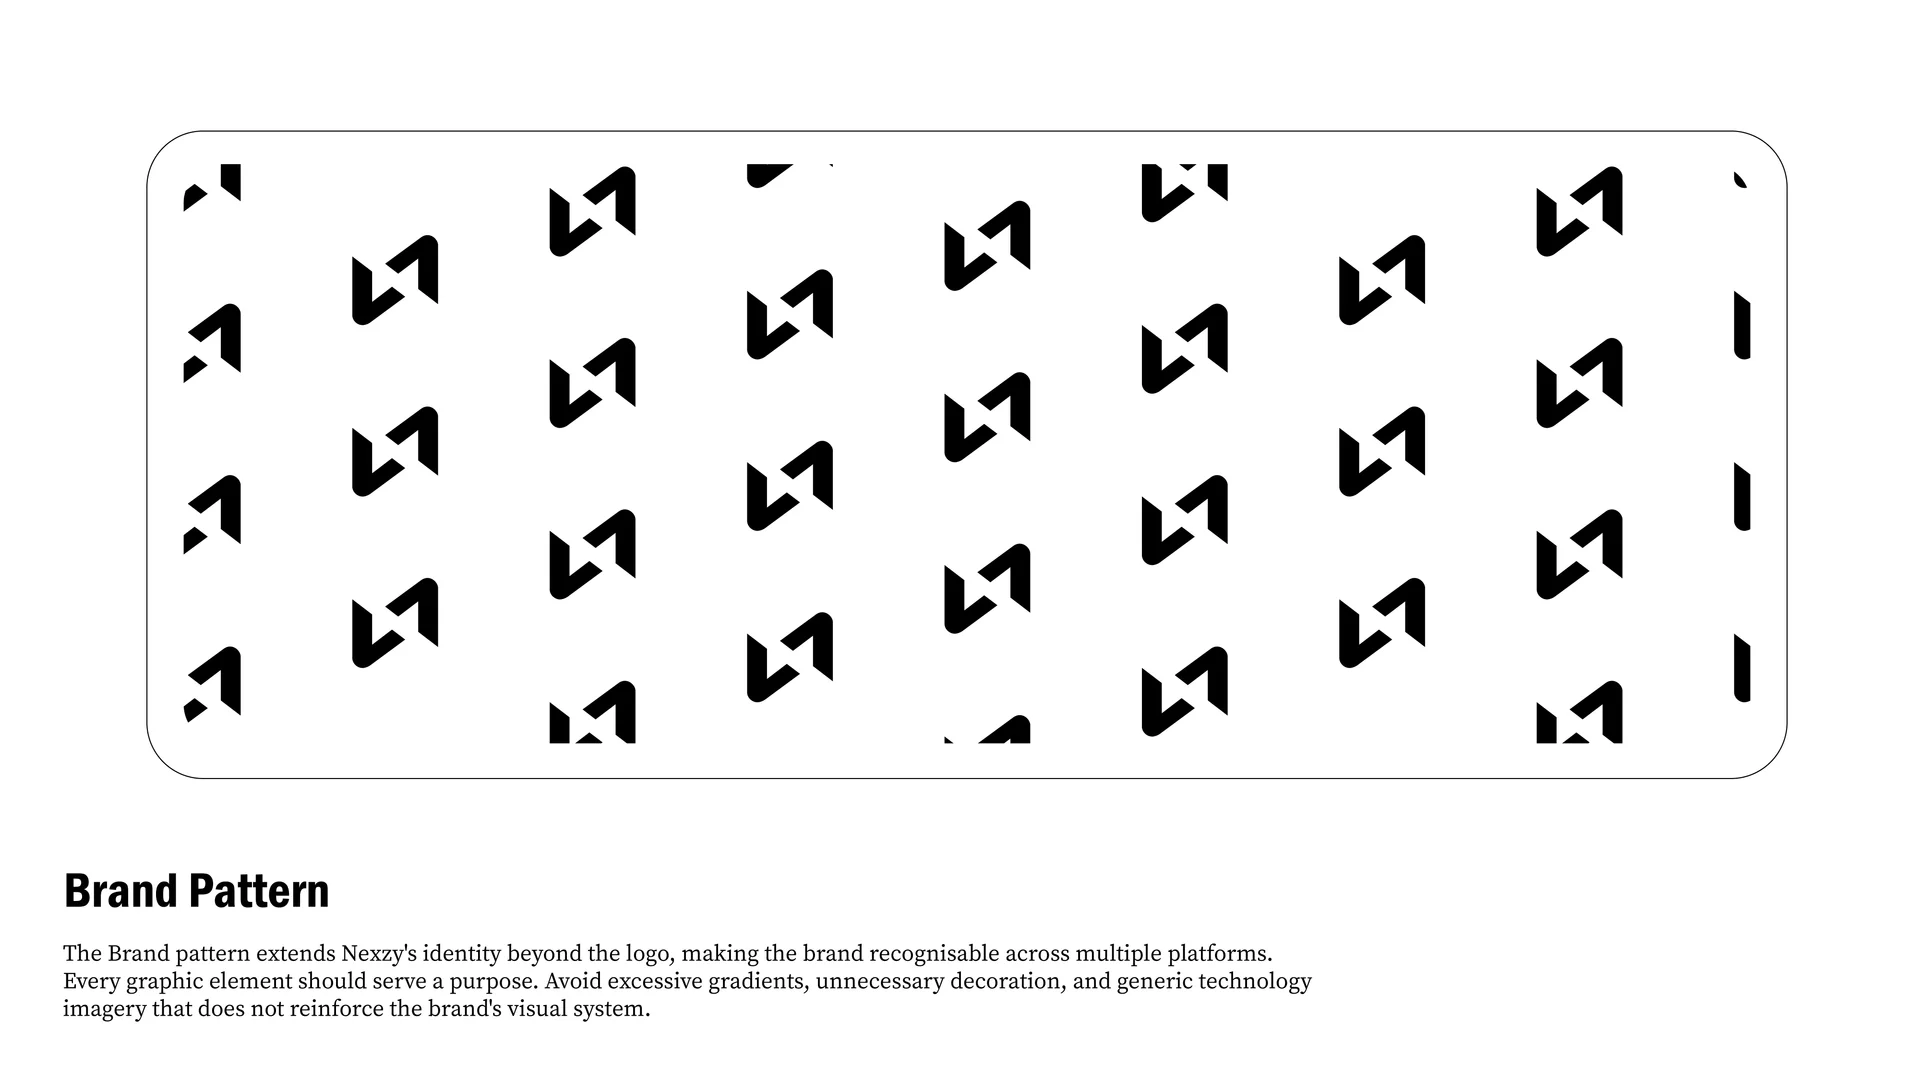 Brand Pattern
The Brand pattern extends Nexzy's identity beyond the logo, making the brand recognisable across multiple platforms.
Every graphic element should serve a purpose. Avoid excessive gradients, unnecessary decoration, and generic technology
imagery that does not reinforce the brand's visual system.